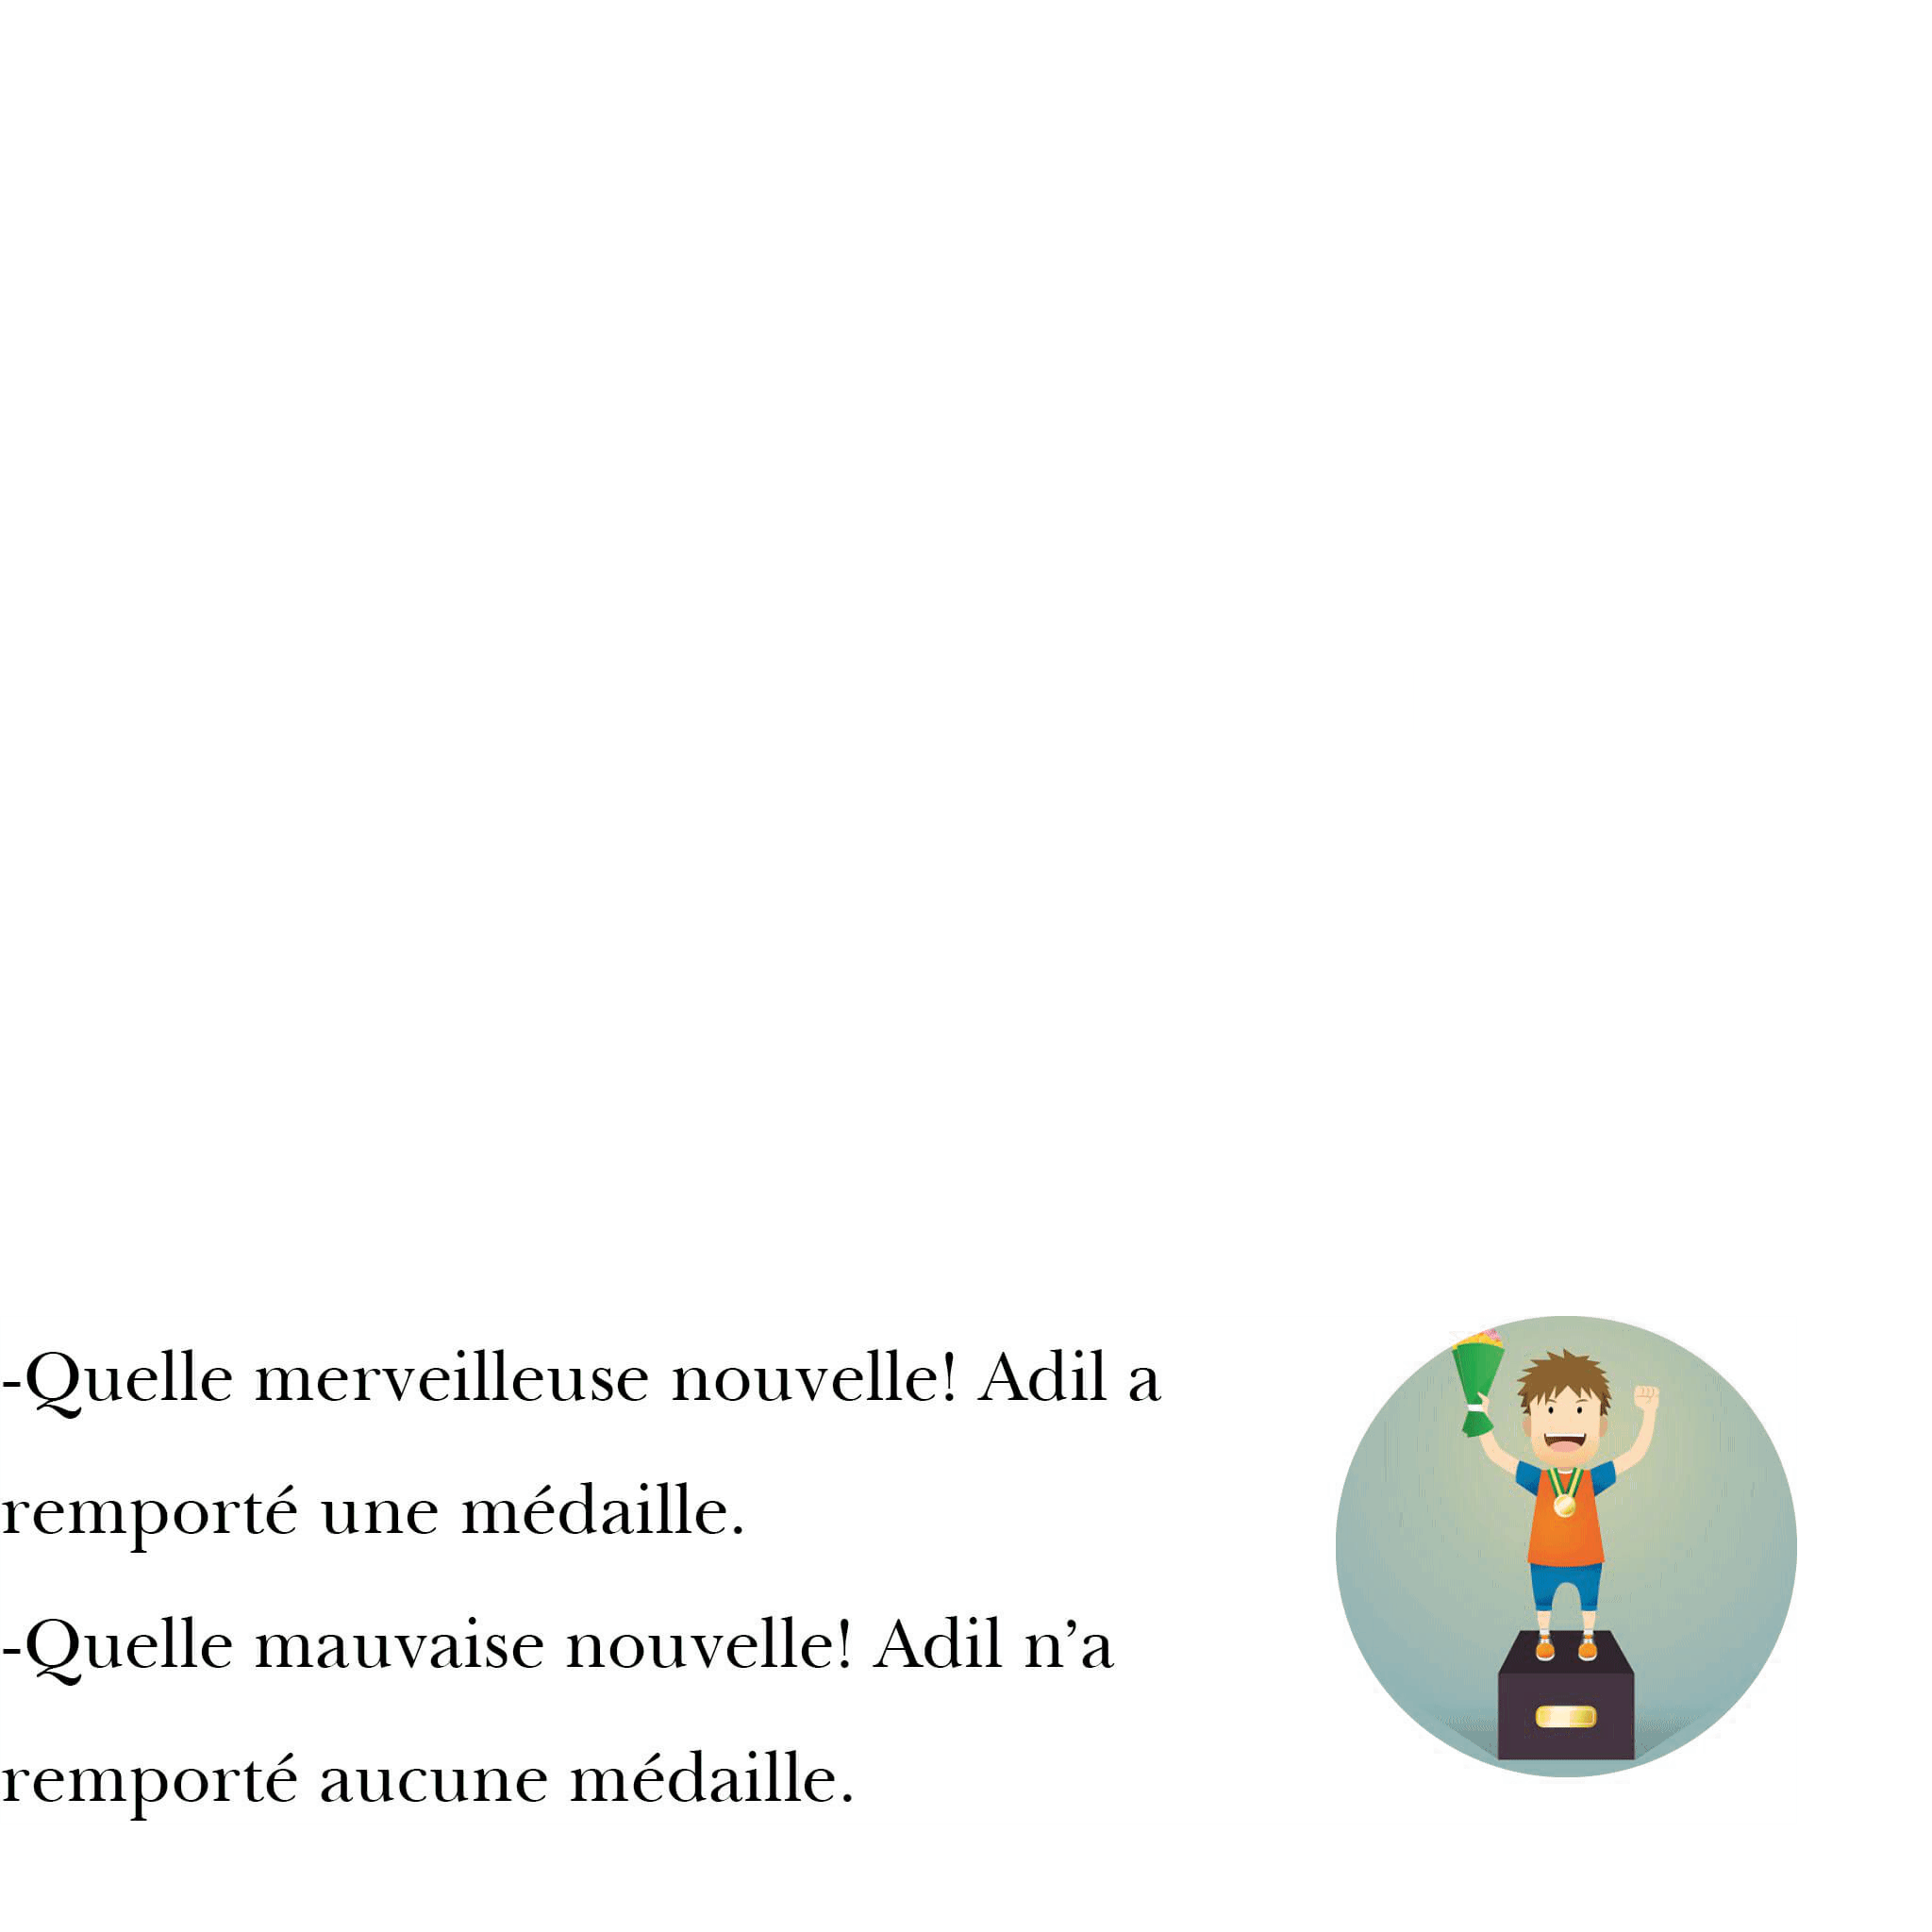 -Quelle merveilleuse nouvelle! Adil a
remporté une médaille.
-Quelle mauvaise nouvelle! Adil n’a
remporté aucune médaille.